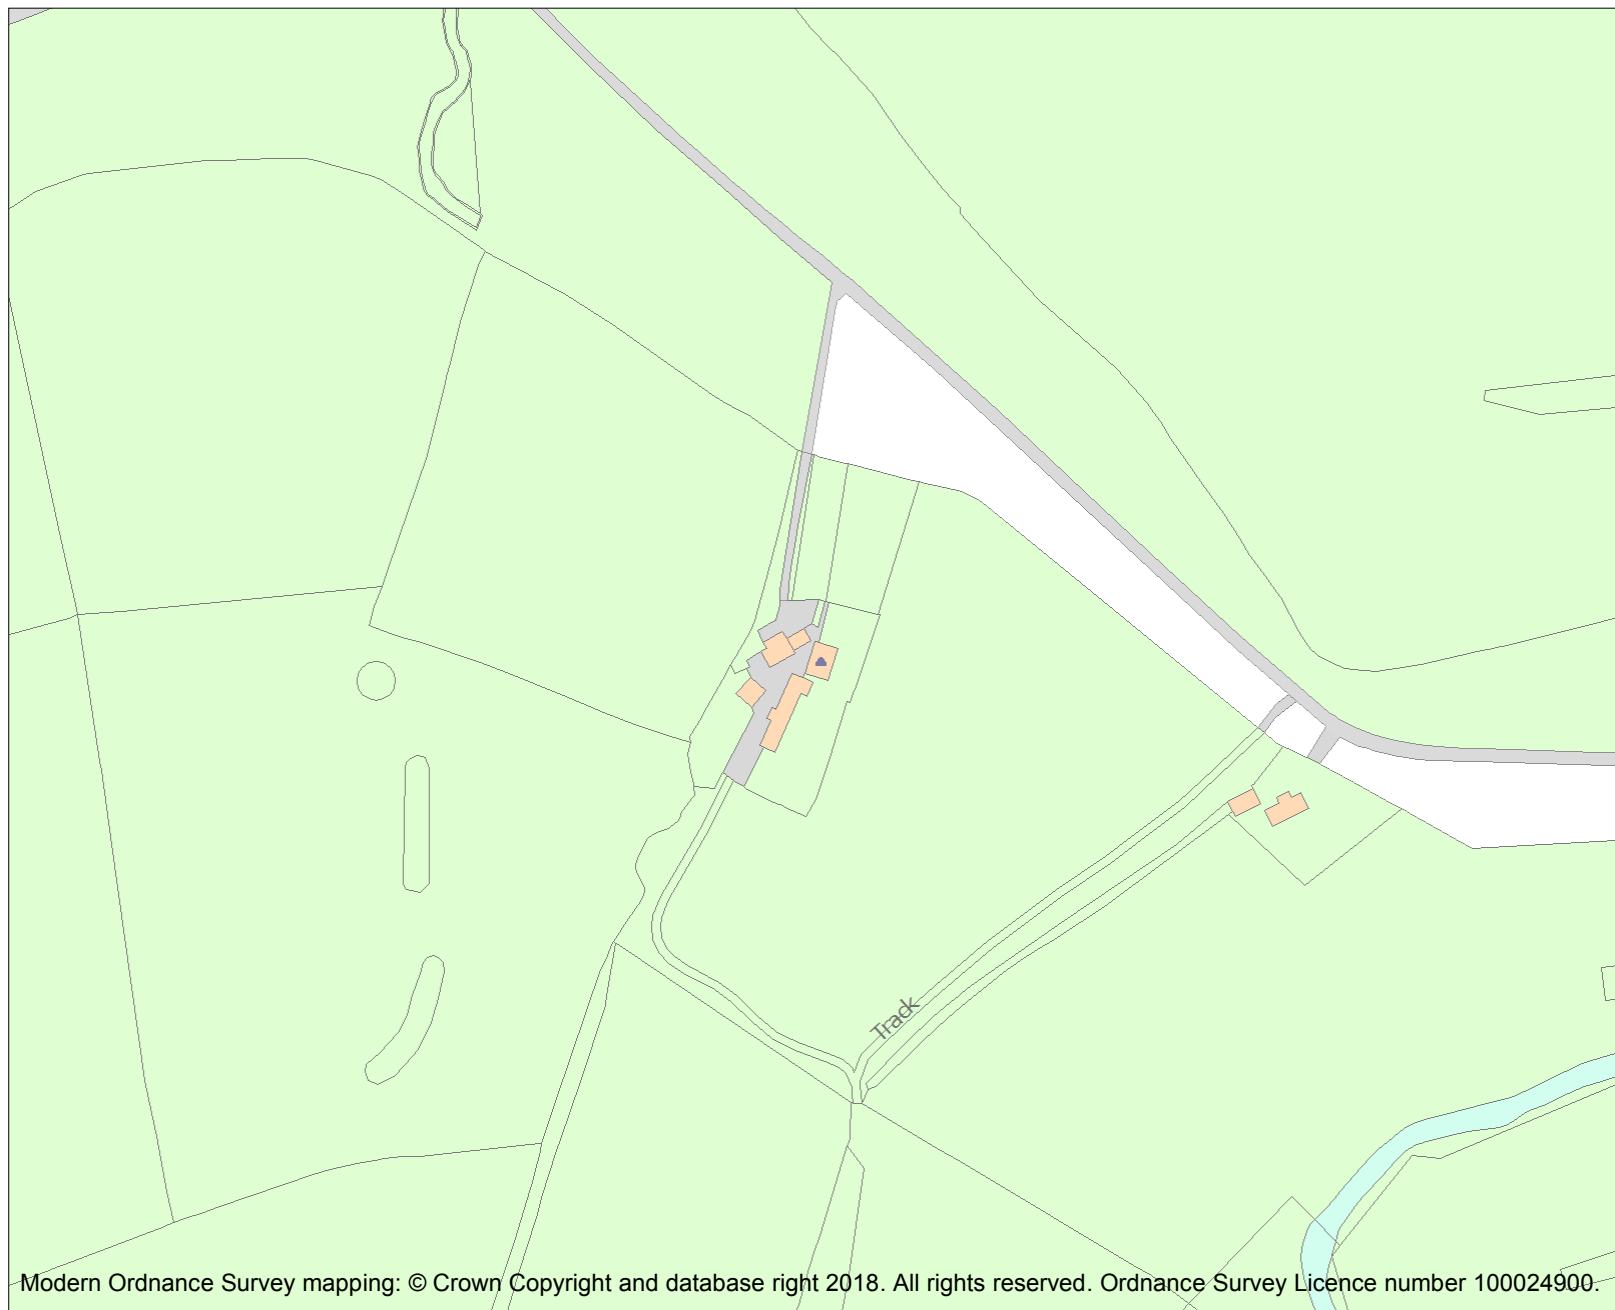 Track
Modern Ordnance Survey mapping: © Crown Copyright and database right 2018. All rights reserved. Ordnance Survey Licence number 100024900.